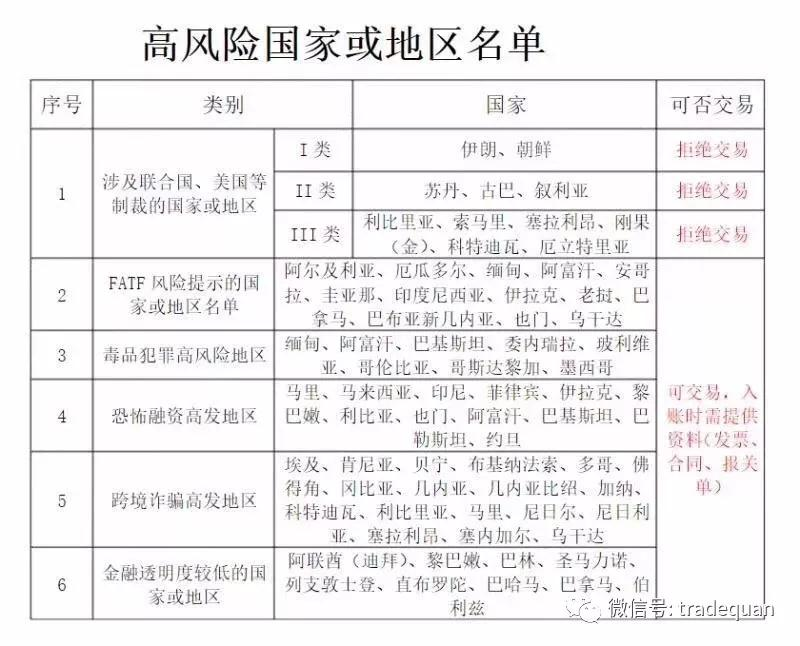 高风险国家或地区名单
序号 类别 国家 可否交易
1 涉及联合国、美国等
制裁的国家或地区
I 类 伊朗、朝鲜 拒绝交易
II 类 苏丹、古巴、叙利亚 拒绝交易
III 类 利比里亚、索马里、塞拉利昂、刚果
（金）、科特迪瓦、厄立特里亚 拒绝交易
2 FATF 风险提示的国
家或地区名单
阿尔及利亚、厄瓜多尔、缅甸、阿富汗、安哥
拉、圭亚那、印度尼西亚、伊拉克、老挝、巴
拿马、巴布亚新几内亚、也门、乌干达
3 毒品犯罪高风险地区
缅甸、阿富汗、巴基斯坦、委内瑞拉、玻利维
亚、哥伦比亚、哥斯达黎加、墨西哥
4 恐怖融资高发地区
马里、马来西亚、印尼、菲律宾、伊拉克、黎
巴嫩、利比亚、也门、阿富汗、巴基斯坦、巴
勒斯坦、约旦
5 跨境诈骗高发地区
埃及、肯尼亚、贝宁、布基纳法索、多哥、佛
得角、冈比亚、几内亚、几内亚比绍、加纳、
科特迪瓦、利比里亚、马里、尼日尔、尼日利
亚、塞拉利昂、塞内加尔、乌干达
6 金融透明度较低的国
家或地区
阿联酋（迪拜）、黎巴嫩、巴林、圣马力诺、
列支敦士登、直布罗陀、巴哈马、巴拿马、伯
利兹
可交易，入
账时需提供
资料（发票、
合同、报关
单）
微信号: tradequan